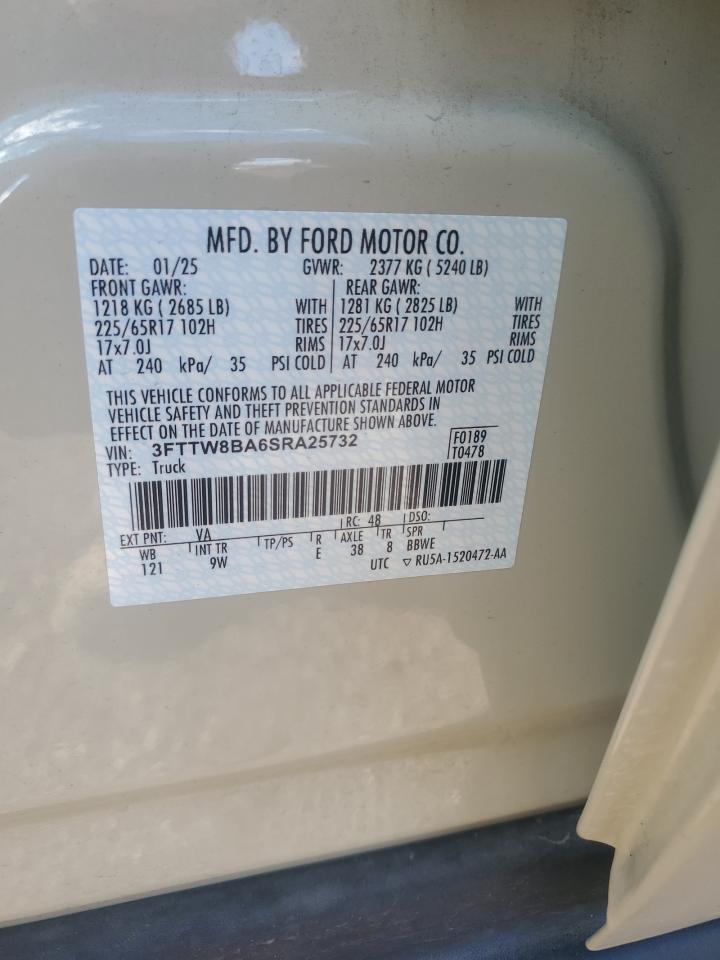 MFD. BY FORD MOTOR CO.
DATE: 01/25 GVWR: 2377 KG ( 5240 LB)
FRONT GAWR: REAR GAWR:
1218 KG ( 2685 LB) WITH 1281 KG ( 2825 LB) WITH
225/65R17 102H TIRES 225/65R17 102H TIRES
17x7.0J RIMS 17x7.0J RIMS
AT 240 kPa/ 35 PSI COLD AT 240 kPa/ 35 PSI COLD
THIS VEHICLE CONFORMS TO ALL APPLICABLE FEDERAL MOTOR
VEHICLE SAFETY AND THEFT PREVENTION STANDARDS IN
EFFECT ON THE DATE OF MANUFACTURE SHOWN ABOVE.
VIN: 3FTTW8BA6SRA25732 F0189
TYPE: Truck T0478
EXT PNT: VA RC: 48 DSO:
WB INT TR TP/PS R AXLE TR SPR
121 9W E 38 8 BBWE
UTC ▽ RU5A-1520472-AA